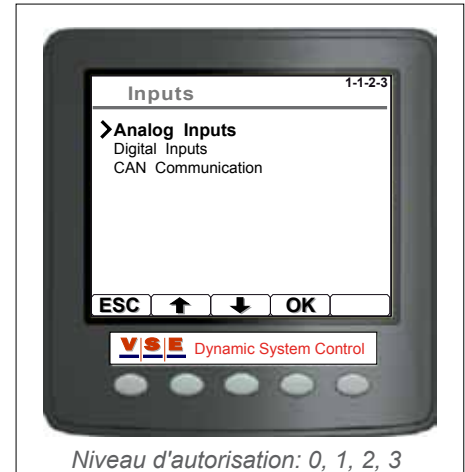 Inputs
1-1-2-3
Analog Inputs
Digital Inputs
CAN Communication
ESC OK
VSE Dynamic System Control
Niveau d'autorisation: 0, 1, 2, 3